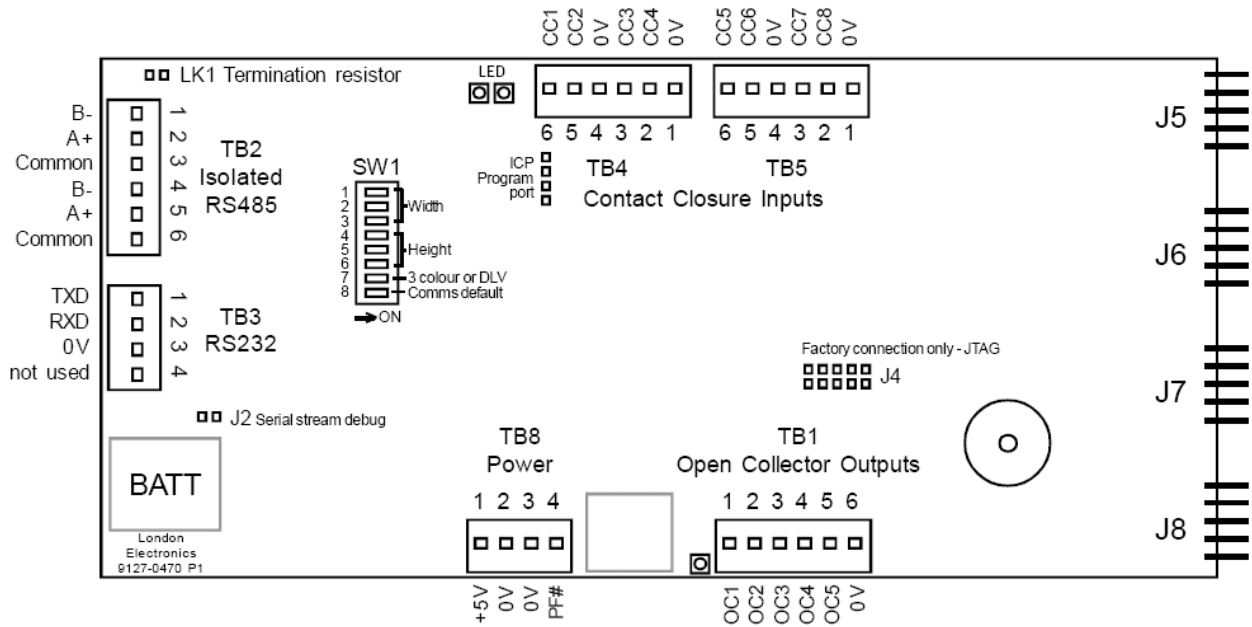 CC1 CC2 0V CC3 CC4 0V
CC5 CC6 0V CC7 CC8 0V
LK1 Termination resistor
LED
6 5 4 3 2 1
TB4
6 5 4 3 2 1
TB5
Contact Closure Inputs
ICP
Program
port
B- 1
A+ 2
Common 3
B- 4
A+ 5
Common 6
TB2
Isolated
RS485
SW1
1
2
3
Width
4
5
6
Height
7 3 colour or DLV
8 Comms default
ON
TXD 1
RXD 2
0V 3
not used 4
TB3
RS232
J2 Serial stream debug
Factory connection only - JTAG
J4
J5
J6
J7
J8
BATT
London
Electronics
9127-0470 P1
TB8
Power
1 2 3 4
+5V 0V 0V PF#
TB1
Open Collector Outputs
1 2 3 4 5 6
OC1 OC2 OC3 OC4 OC5 0V